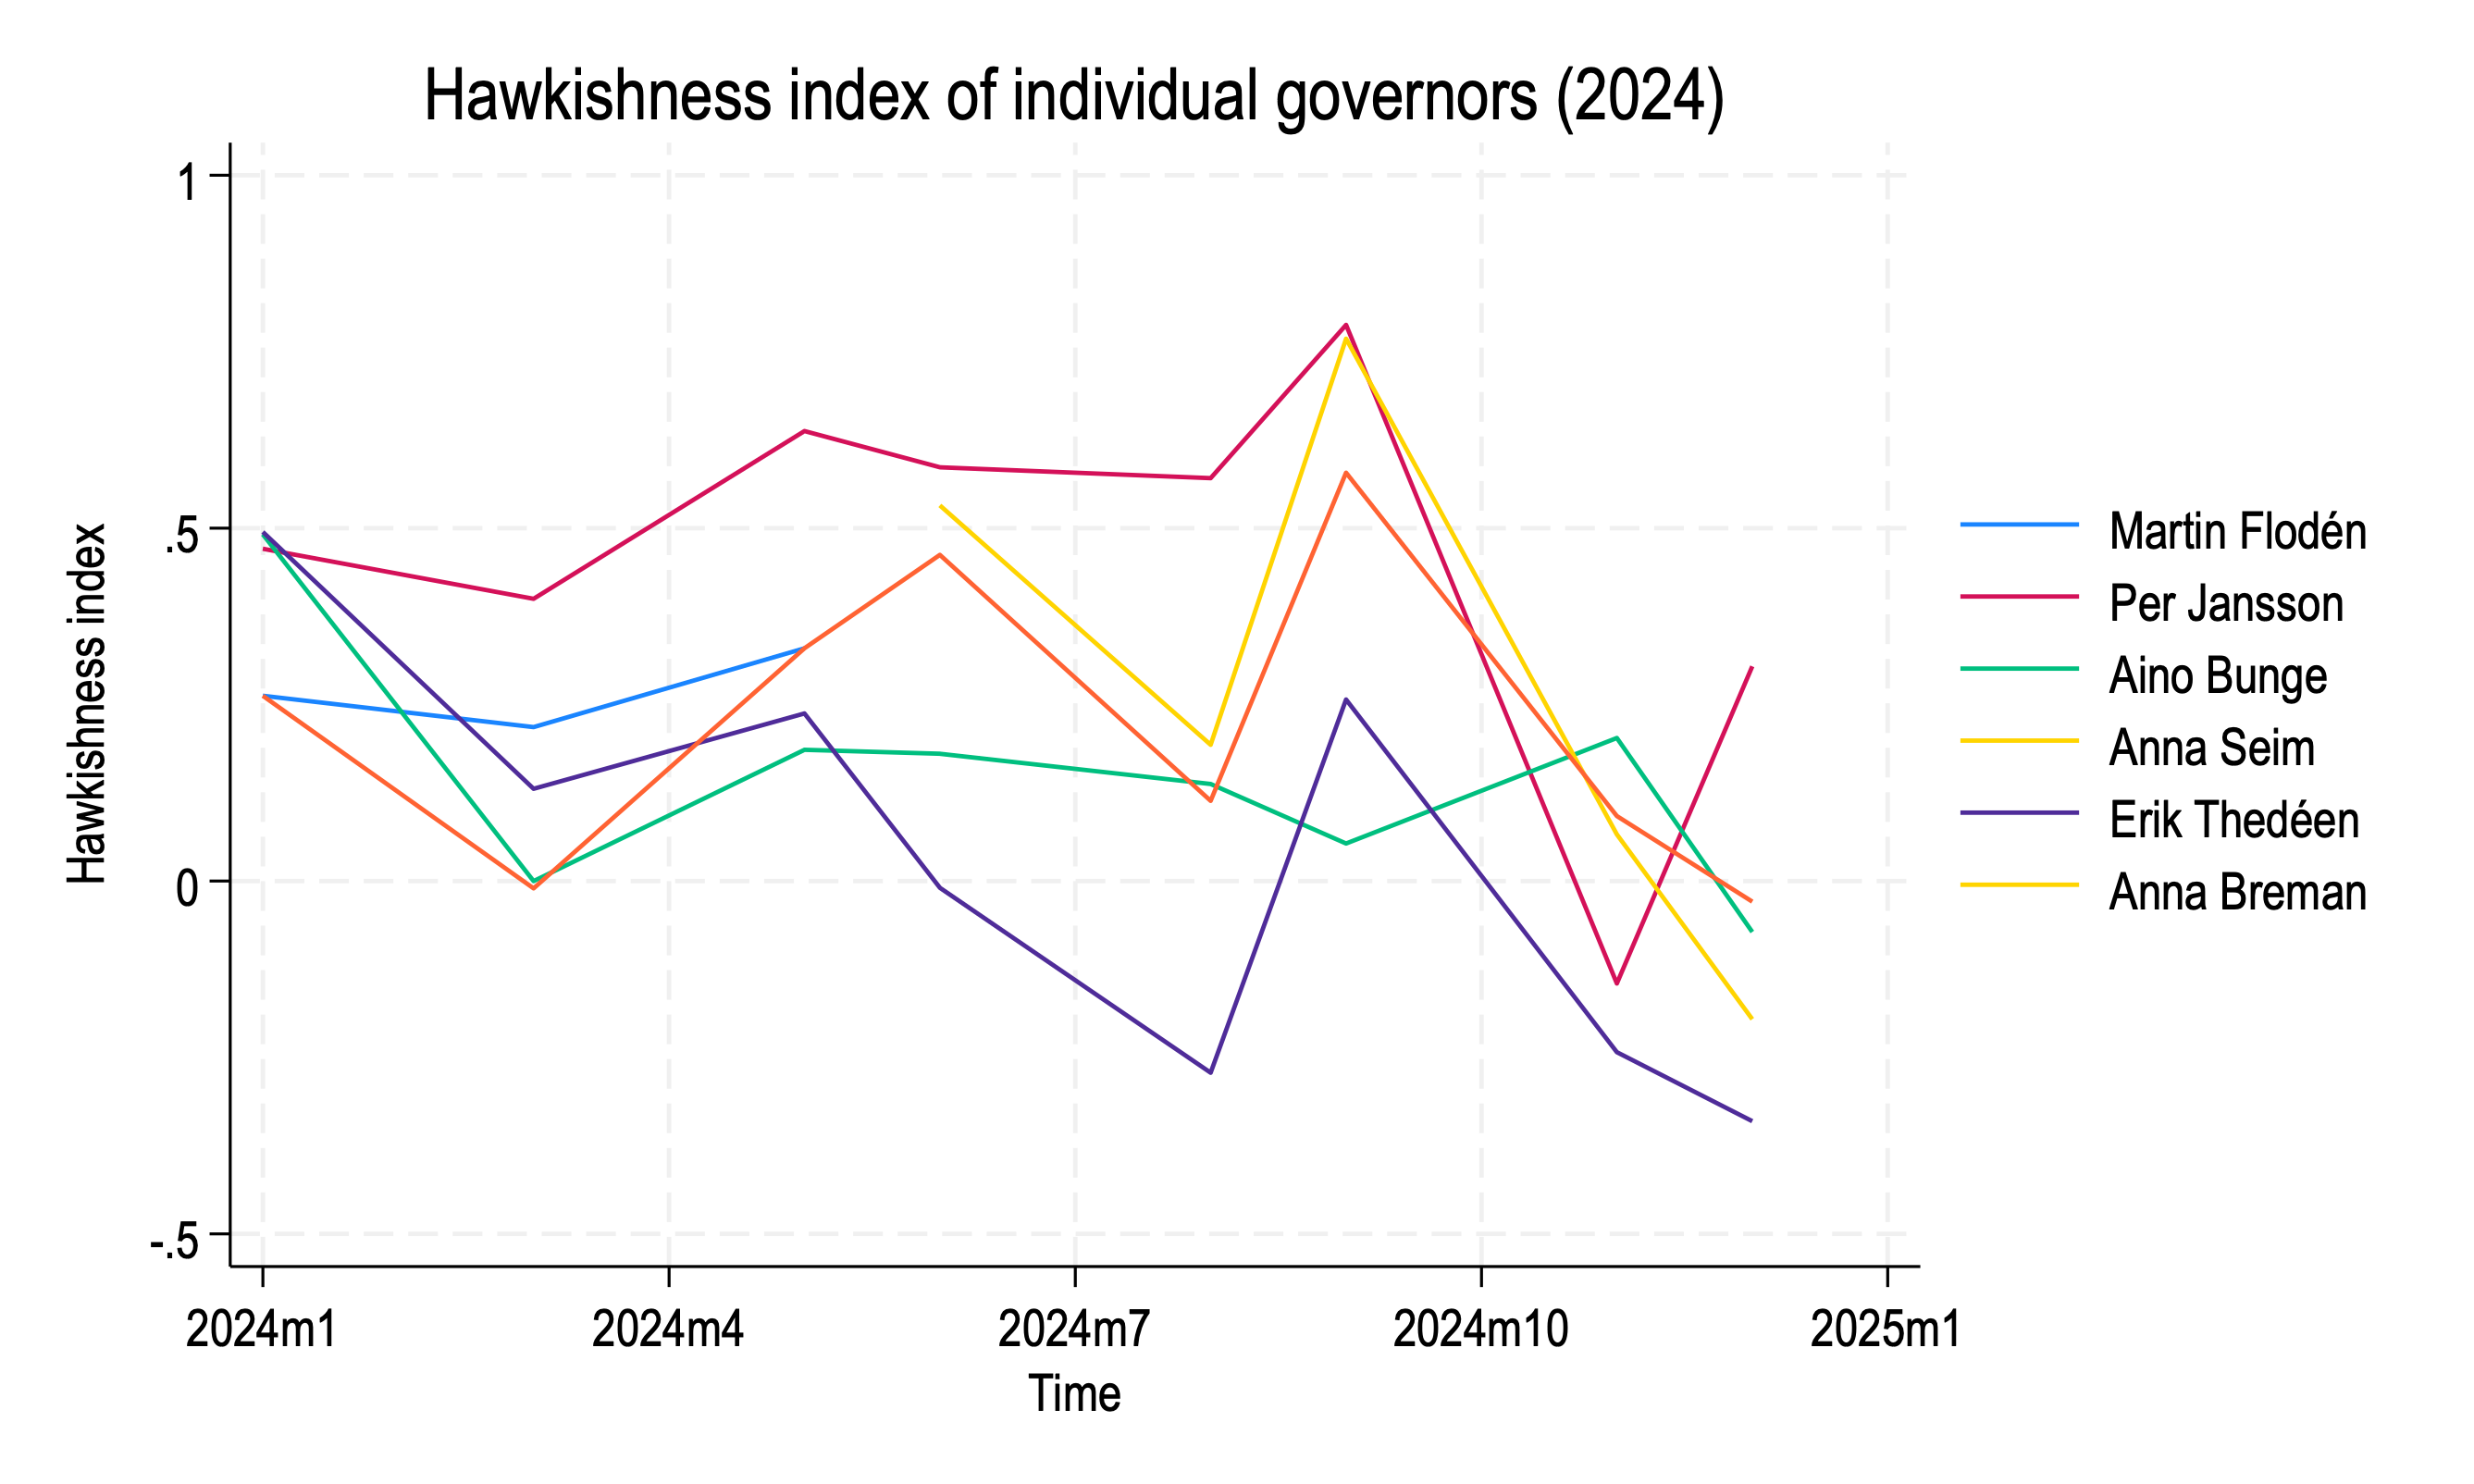 Hawkishness index of individual governors (2024)
1
.5
0
-.5
Hawkishness index
2024m1
2024m4
2024m7
2024m10
2025m1
Time
Martin Flodén
Per Jansson
Aino Bunge
Anna Seim
Erik Thedéen
Anna Breman